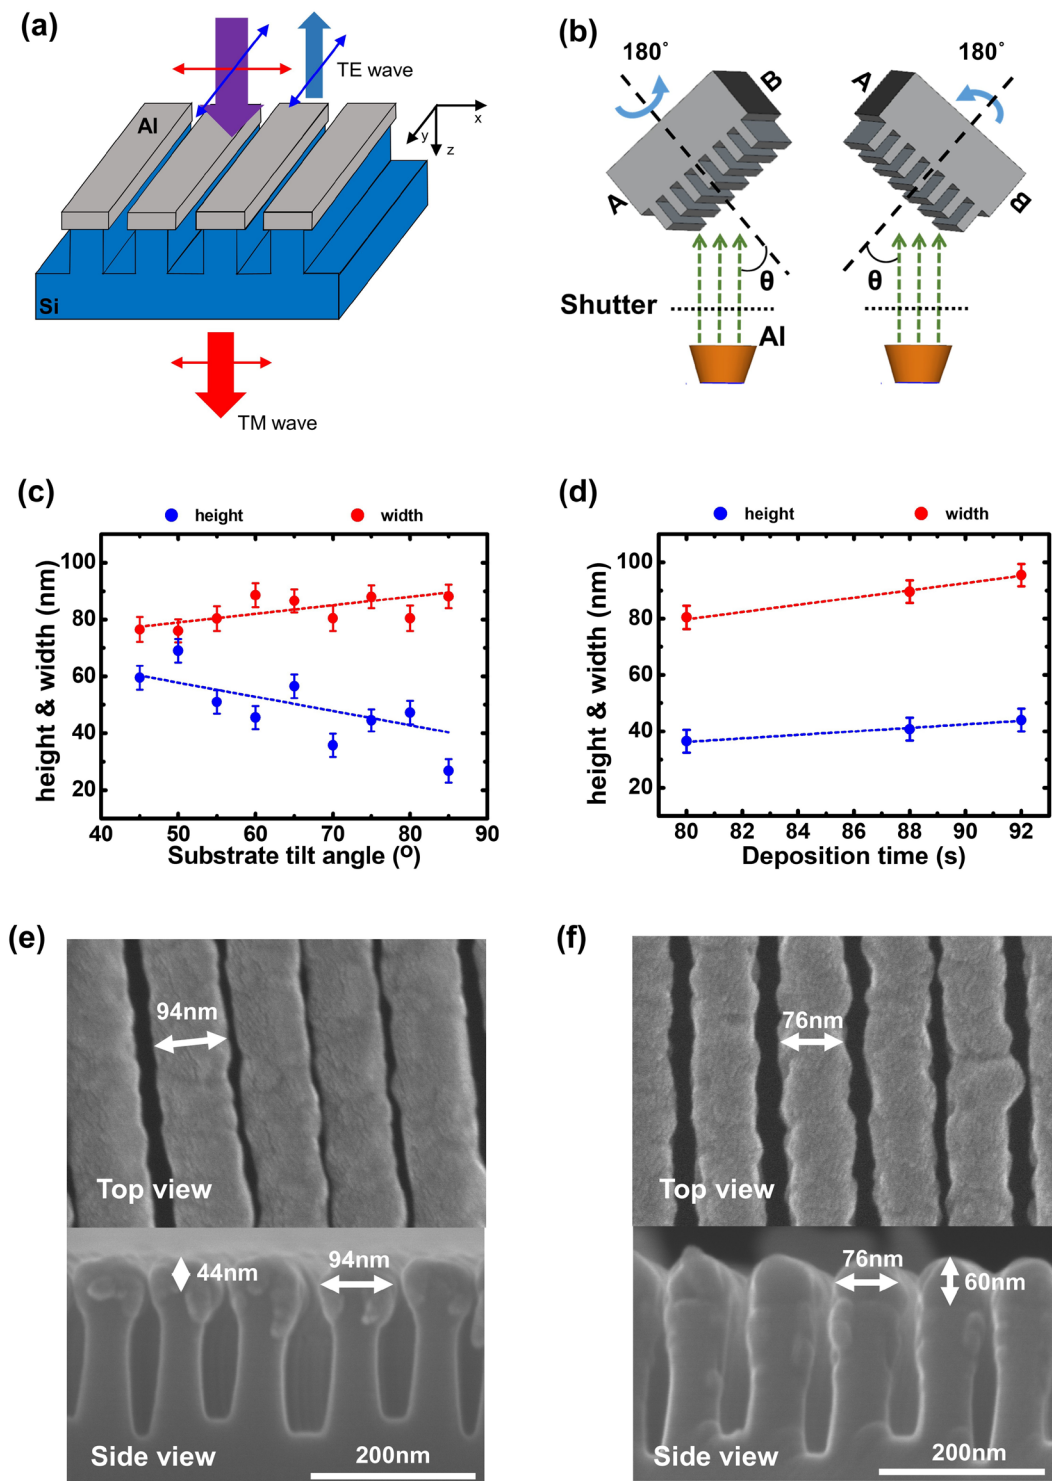 (a)
TE wave
Al
x
y
z
Si
TM wave
(b)
180°
180°
B
A
A
B
θ
θ
Shutter
Al
(c)
height
width
height & width (nm)
100
80
60
40
20
40
50
60
70
80
90
Substrate tilt angle (°)
(d)
height
width
height & width (nm)
100
80
60
40
20
80
82
84
86
88
90
92
Deposition time (s)
(e)
94nm
Top view
44nm
94nm
Side view
200nm
(f)
76nm
Top view
76nm
60nm
Side view
200nm